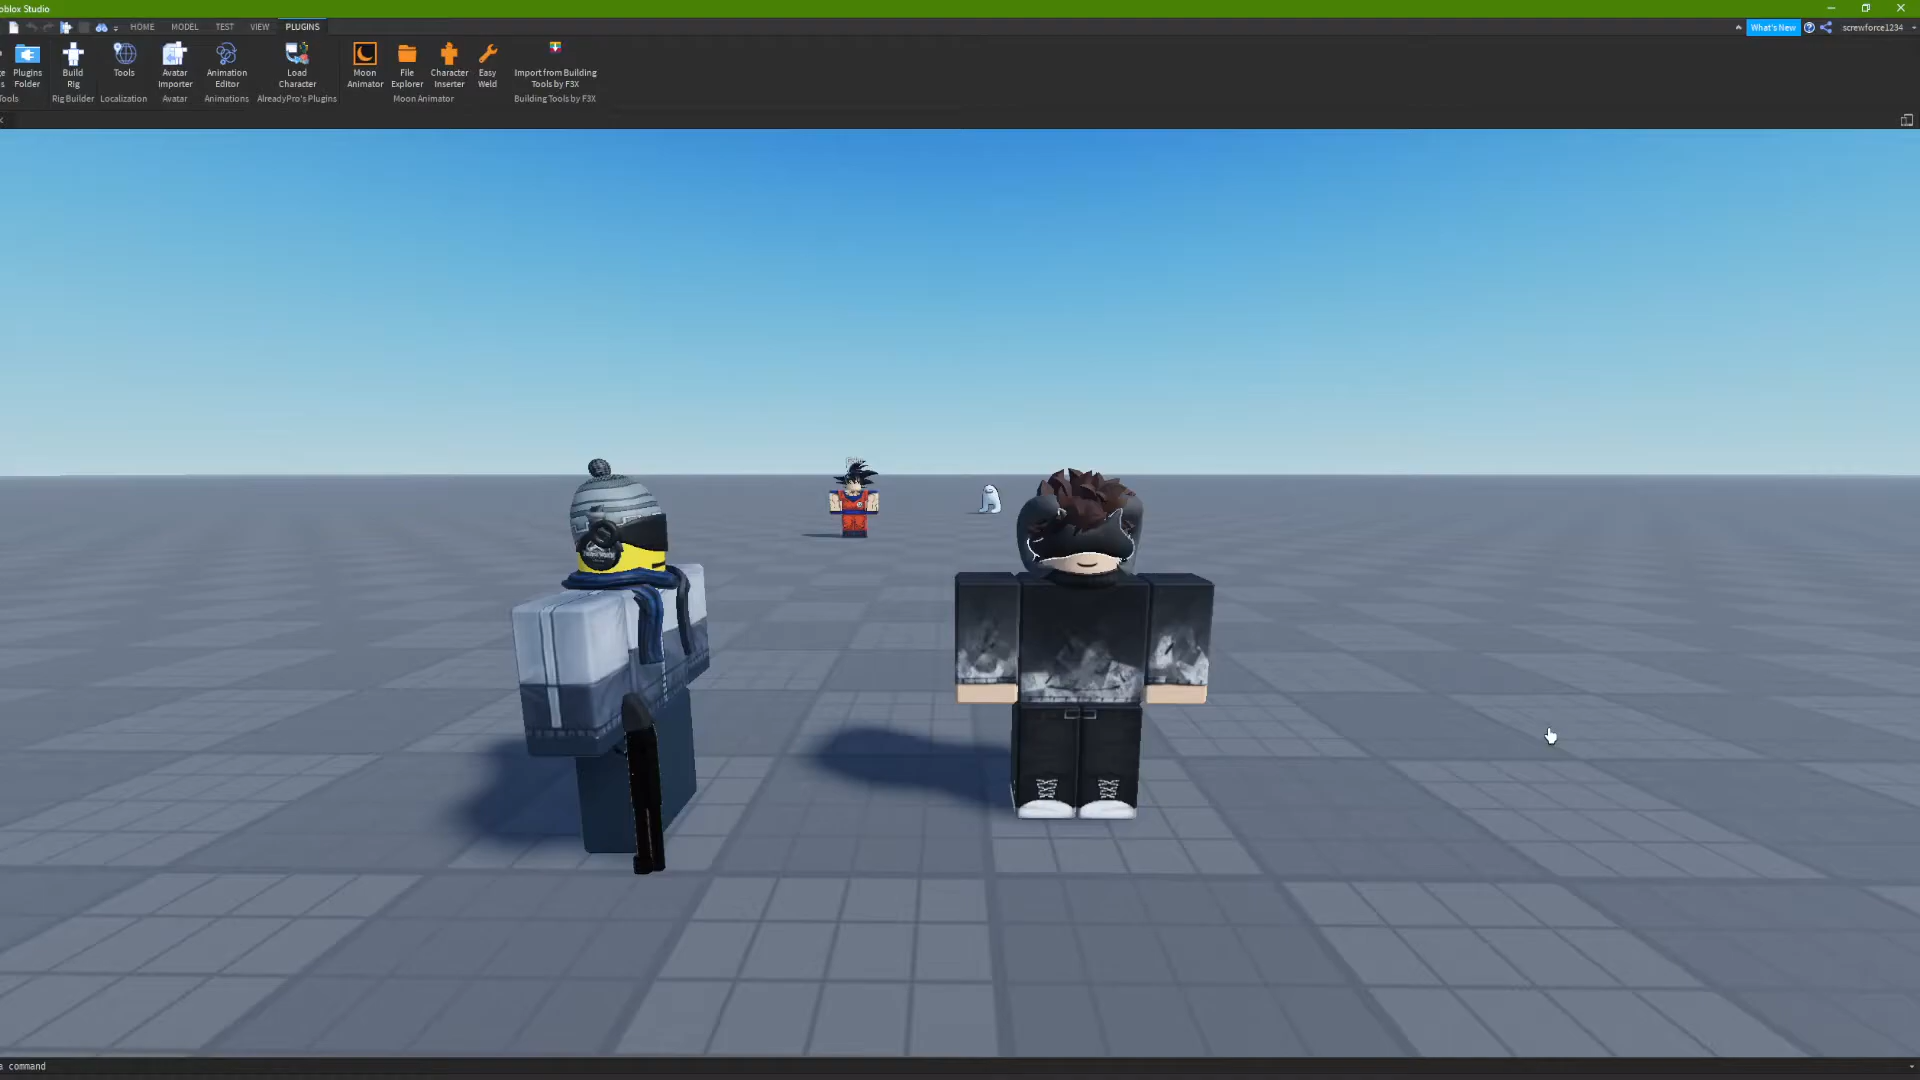 oblox Studio
HOME MODEL TEST VIEW PLUGINS
What's New
screwforce1234
Plugins Folder
Build Rig
Tools
Avatar Importer
Animation Editor
Load Character
Moon Animator
File Explorer
Character Inserter
Easy Weld
Import from Building Tools by F3X
ools
Rig Builder
Localization
Avatar
Animations
AlreadyPro's Plugins
Moon Animator
Building Tools by F3X
a command